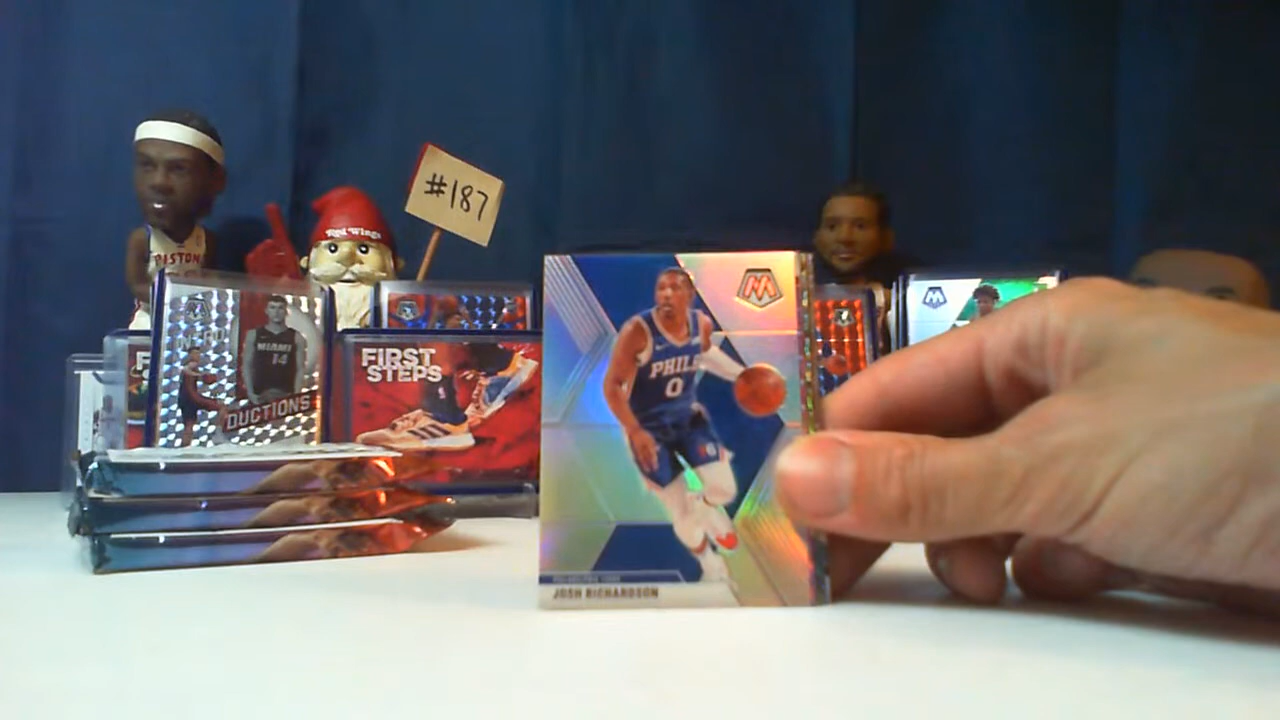 #187
Red Wings
PISTON
MIAMI
14
DUCTIONS
FIRST
STEPS
PHILA
0
JOSH RICHARDSON